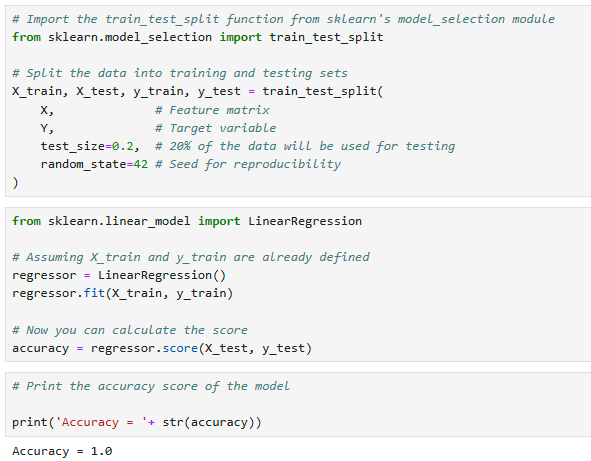 # Import the train_test_split function from sklearn's model_selection module
from sklearn.model_selection import train_test_split
# Split the data into training and testing sets
X_train, X_test, y_train, y_test = train_test_split(
    X,              # Feature matrix
    Y,              # Target variable
    test_size=0.2,  # 20% of the data will be used for testing
    random_state=42 # Seed for reproducibility
)
from sklearn.linear_model import LinearRegression
# Assuming X_train and y_train are already defined
regressor = LinearRegression()
regressor.fit(X_train, y_train)
# Now you can calculate the score
accuracy = regressor.score(X_test, y_test)
# Print the accuracy score of the model
print('Accuracy = '+ str(accuracy))
Accuracy = 1.0